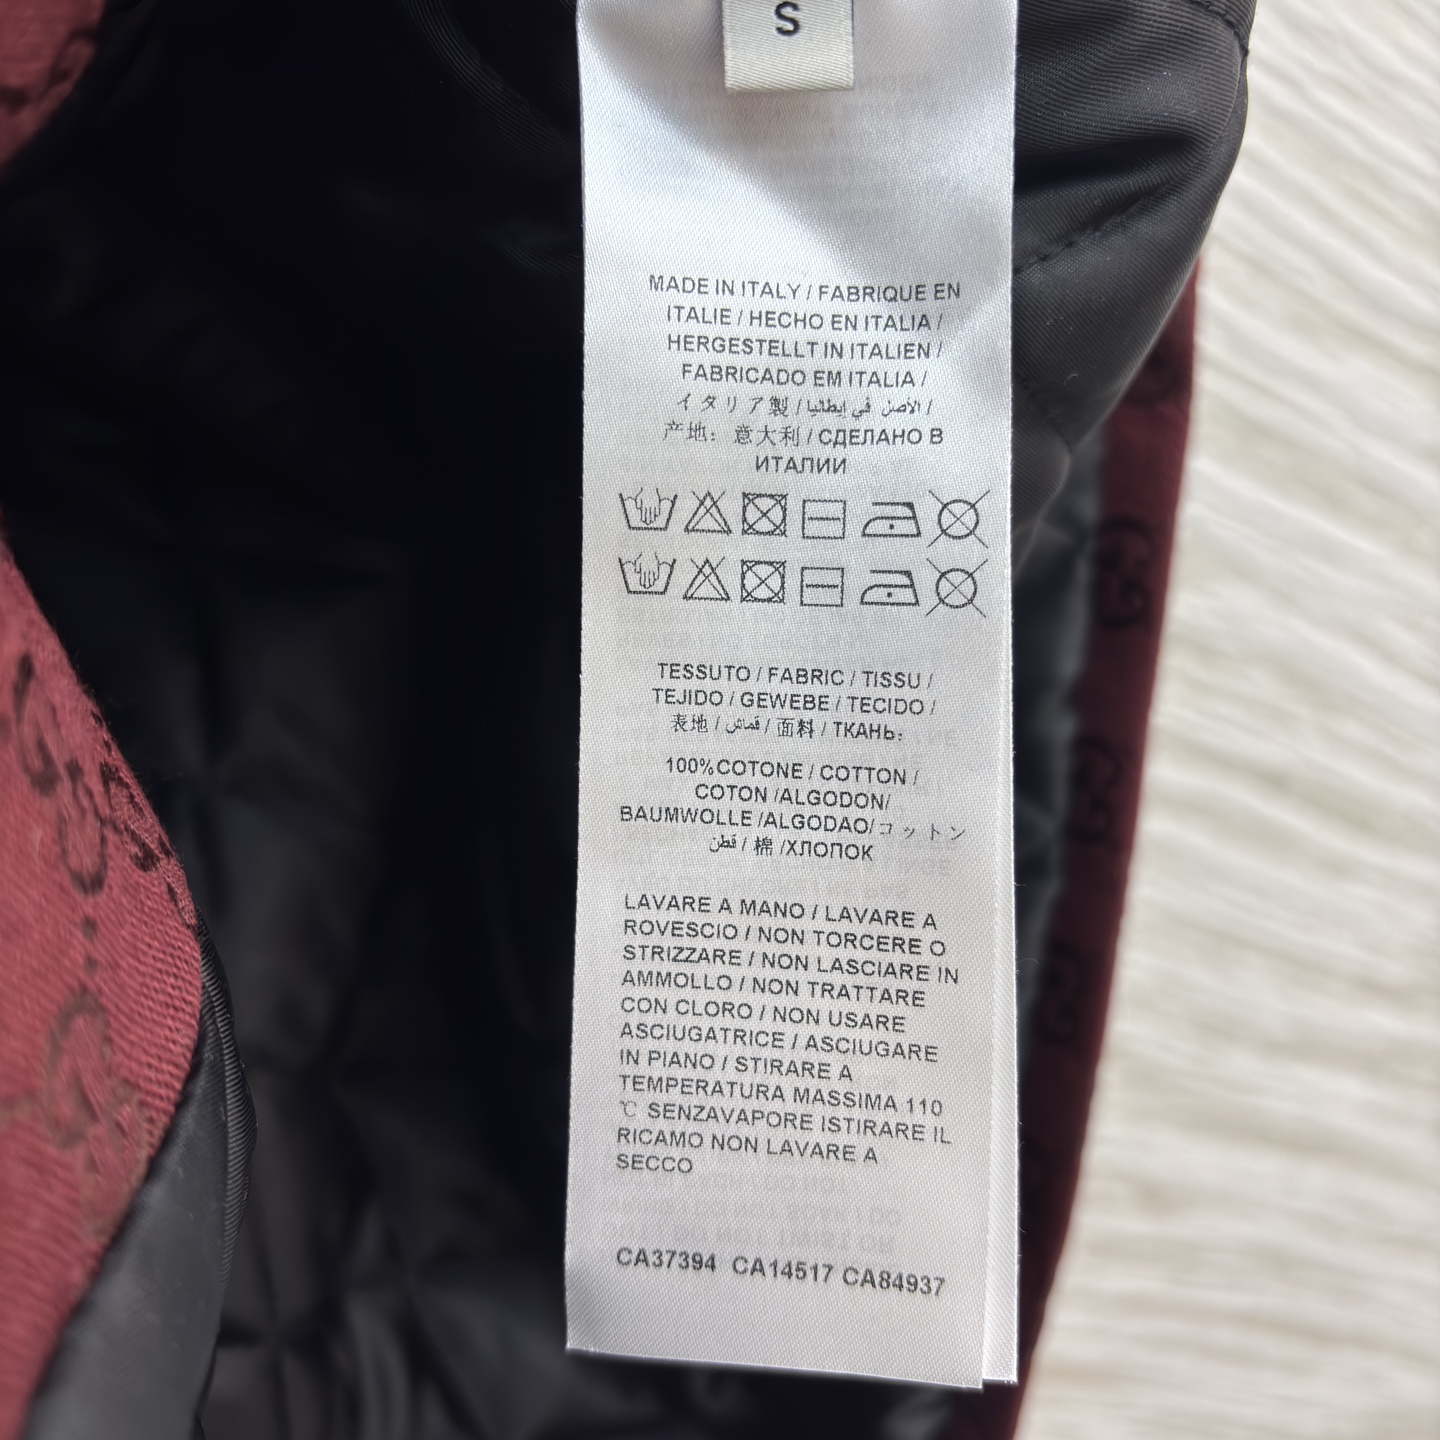 S
MADE IN ITALY / FABRIQUE EN
ITALIE / HECHO EN ITALIA /
HERGESTELLT IN ITALIEN /
FABRICADO EM ITALIA /
イタリア製 / الأصل في إيطاليا /
产地：意大利 / СДЕЛАНО В
ИТАЛИИ
TESSUTO / FABRIC / TISSU /
TEJIDO / GEWEBE / TECIDO /
表地 / قماش / 面料 / ТКАНЬ:
100%COTONE / COTTON /
COTON /ALGODON/
BAUMWOLLE /ALGODAO/コットン
قطن / 棉 /ХЛОПОК
LAVARE A MANO / LAVARE A
ROVESCIO / NON TORCERE O
STRIZZARE / NON LASCIARE IN
AMMOLLO / NON TRATTARE
CON CLORO / NON USARE
ASCIUGATRICE / ASCIUGARE
IN PIANO / STIRARE A
TEMPERATURA MASSIMA 110
℃ SENZAVAPORE ISTIRARE IL
RICAMO NON LAVARE A
SECCO
CA37394 CA14517 CA84937